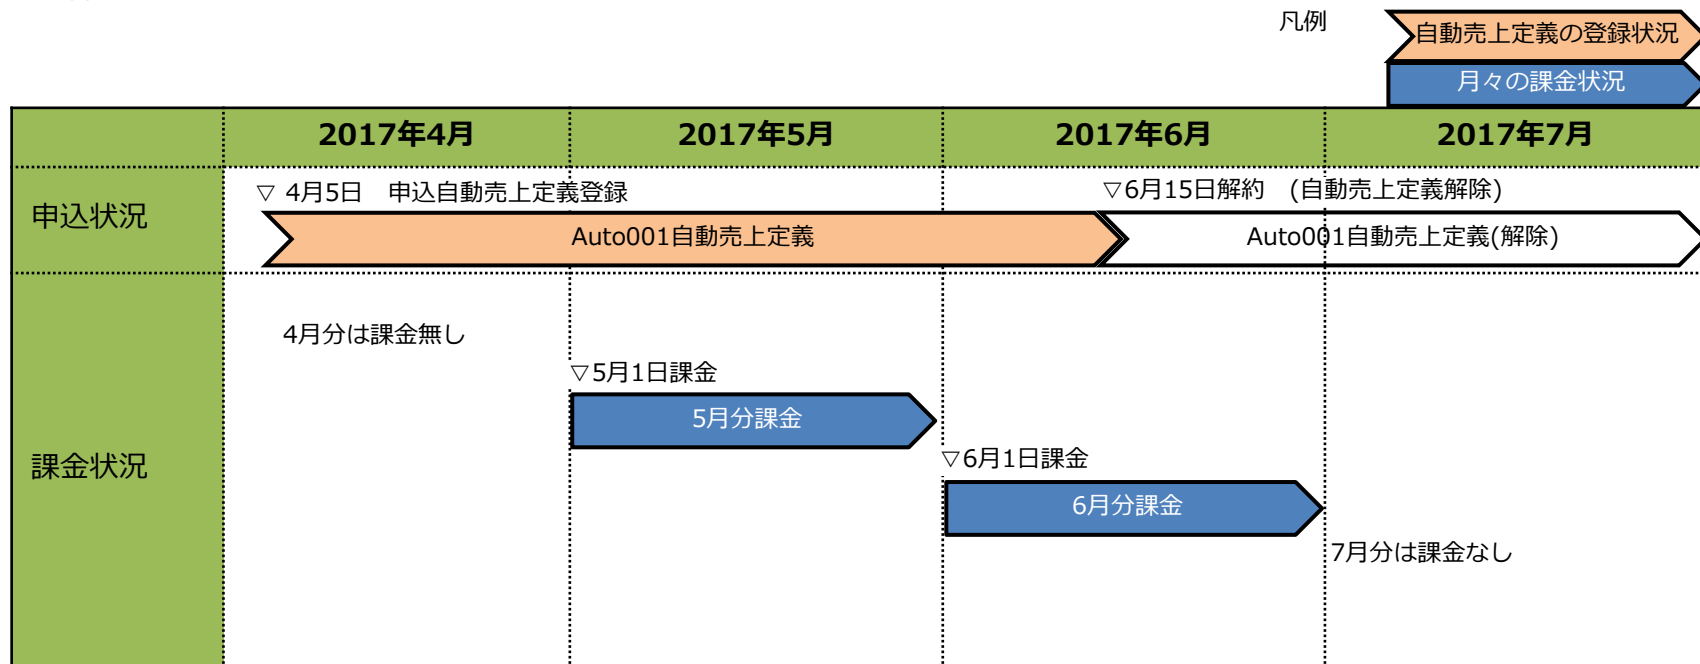 凡例
自動売上定義の登録状況
月々の課金状況
2017年4月 2017年5月 2017年6月 2017年7月
申込状況
▽ 4月5日　申込自動売上定義登録
▽6月15日解約　(自動売上定義解除)
Auto001自動売上定義
Auto001自動売上定義(解除)
課金状況
4月分は課金無し
▽5月1日課金
5月分課金
▽6月1日課金
6月分課金
7月分は課金なし